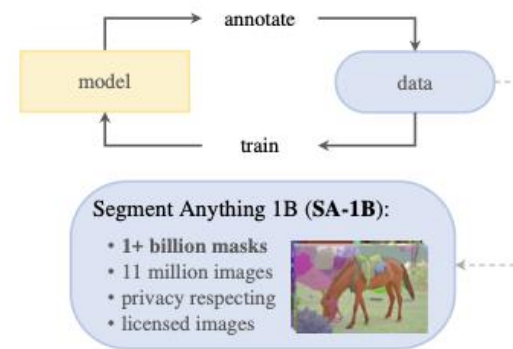 annotate
model
data
train
Segment Anything 1B (SA-1B):
• 1+ billion masks
• 11 million images
• privacy respecting
• licensed images